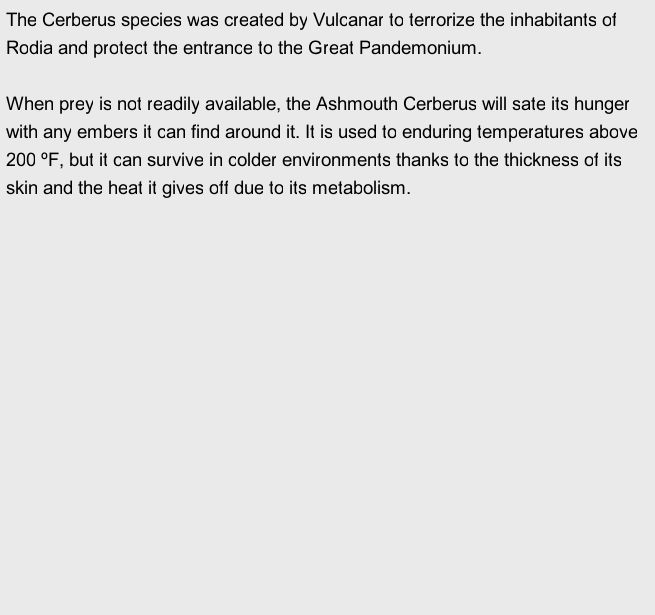 The Cerberus species was created by Vulcanar to terrorize the inhabitants of
Rodia and protect the entrance to the Great Pandemonium.
When prey is not readily available, the Ashmouth Cerberus will sate its hunger
with any embers it can find around it. It is used to enduring temperatures above
200 ºF, but it can survive in colder environments thanks to the thickness of its
skin and the heat it gives off due to its metabolism.